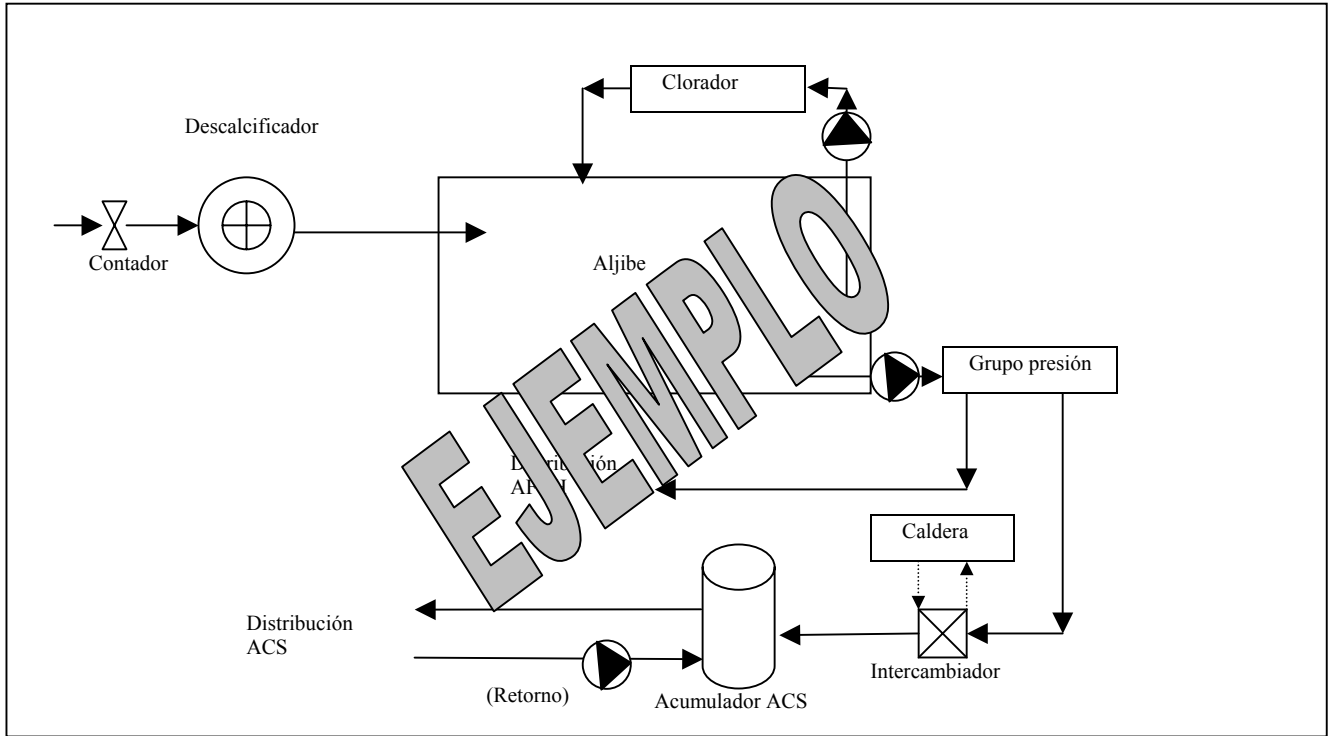 Clorador
Descalcificador
Contador
Aljibe
Grupo presión
EJEMPLO
Caldera
Distribución
ACS
Intercambiador
(Retorno)
Acumulador ACS